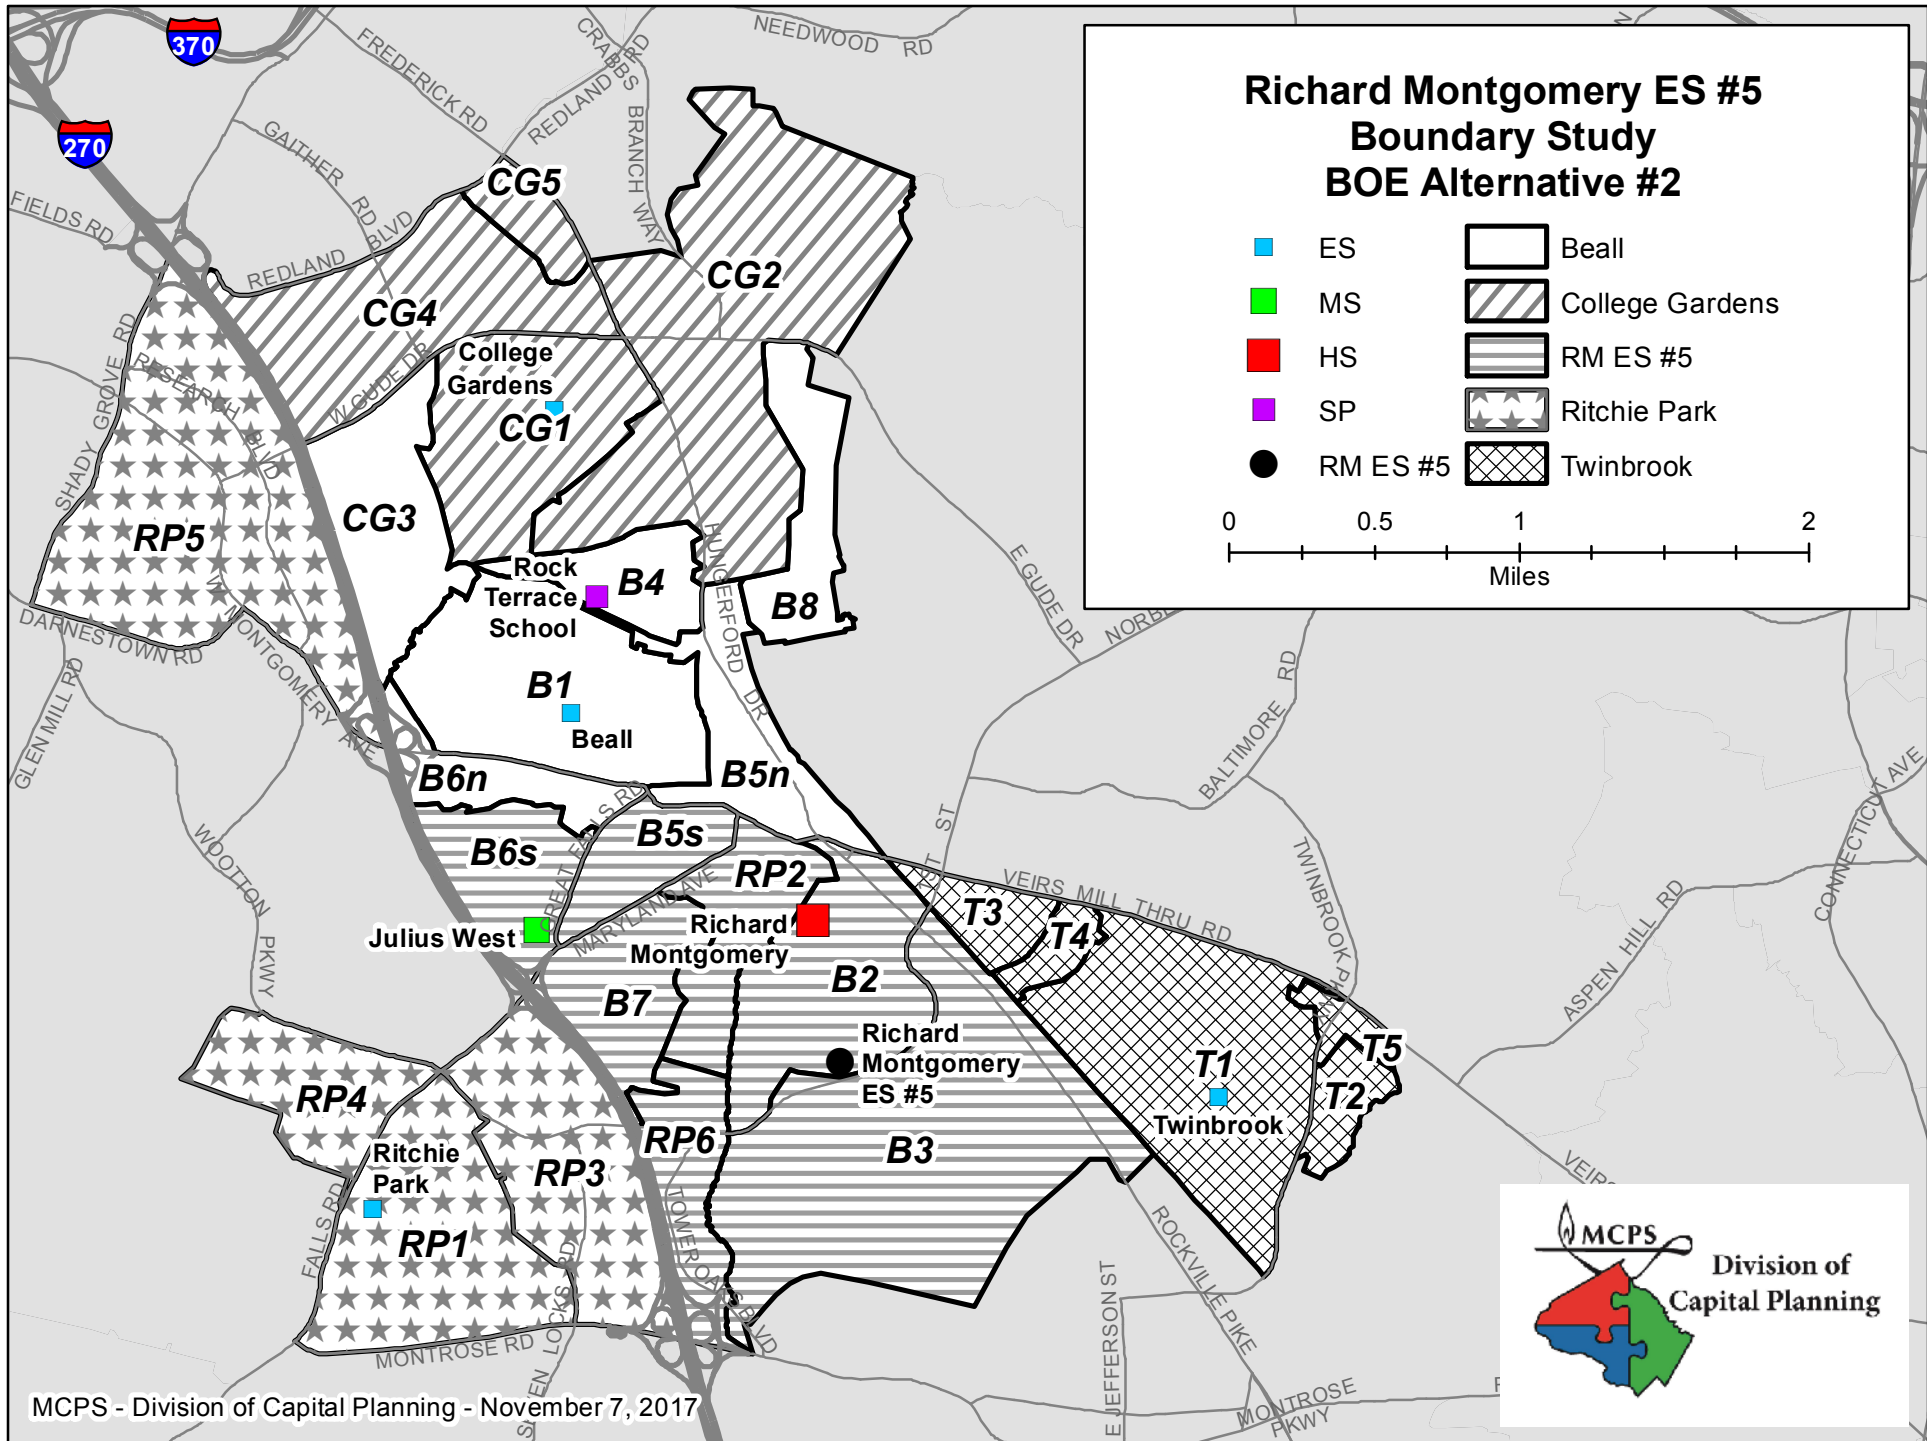 370
270
NEEDWOOD RD
CRABBS BRANCH WAY
FREDERICK RD
REDLAND RD
GAITHER RD
FIELDS RD
REDLAND BLVD
Richard Montgomery ES #5
Boundary Study
BOE Alternative #2
ES
MS
HS
SP
RM ES #5
Beall
College Gardens
RM ES #5
Ritchie Park
Twinbrook
0 0.5 1 2
Miles
CG5
CG2
CG4
W GUDE DR
College
Gardens
CG1
CG3
SHADY GROVE RD
RESEARCH BLVD
RP5
DARNESTOWN RD
W MONTGOMERY AVE
GLEN MILL RD
Rock
Terrace
School
B4
B8
HUNGERFORD DR
E GUDE DR
B1
Beall
B6n
B5n
BALTIMORE RD
B6s
B5s
GREAT FALLS RD
MARYLAND AVE
RP2
Richard
Montgomery
Julius West
WOOTTON PKWY
B7
B2
VEIRS MILL THRU RD
T3
T4
TWINBROOK PKWY
ASPEN HILL RD
CONNECTICUT AVE
Richard
Montgomery
ES #5
T1
Twinbrook
T5
T2
RP4
Ritchie
Park
RP1
RP3
RP6
B3
FALLS RD
TOWER OAKS BLVD
MONTROSE RD
ROCKVILLE PIKE
E JEFFERSON ST
MONTROSE PKWY
VEIRS
MCPS
Division of
Capital Planning
MCPS - Division of Capital Planning - November 7, 2017